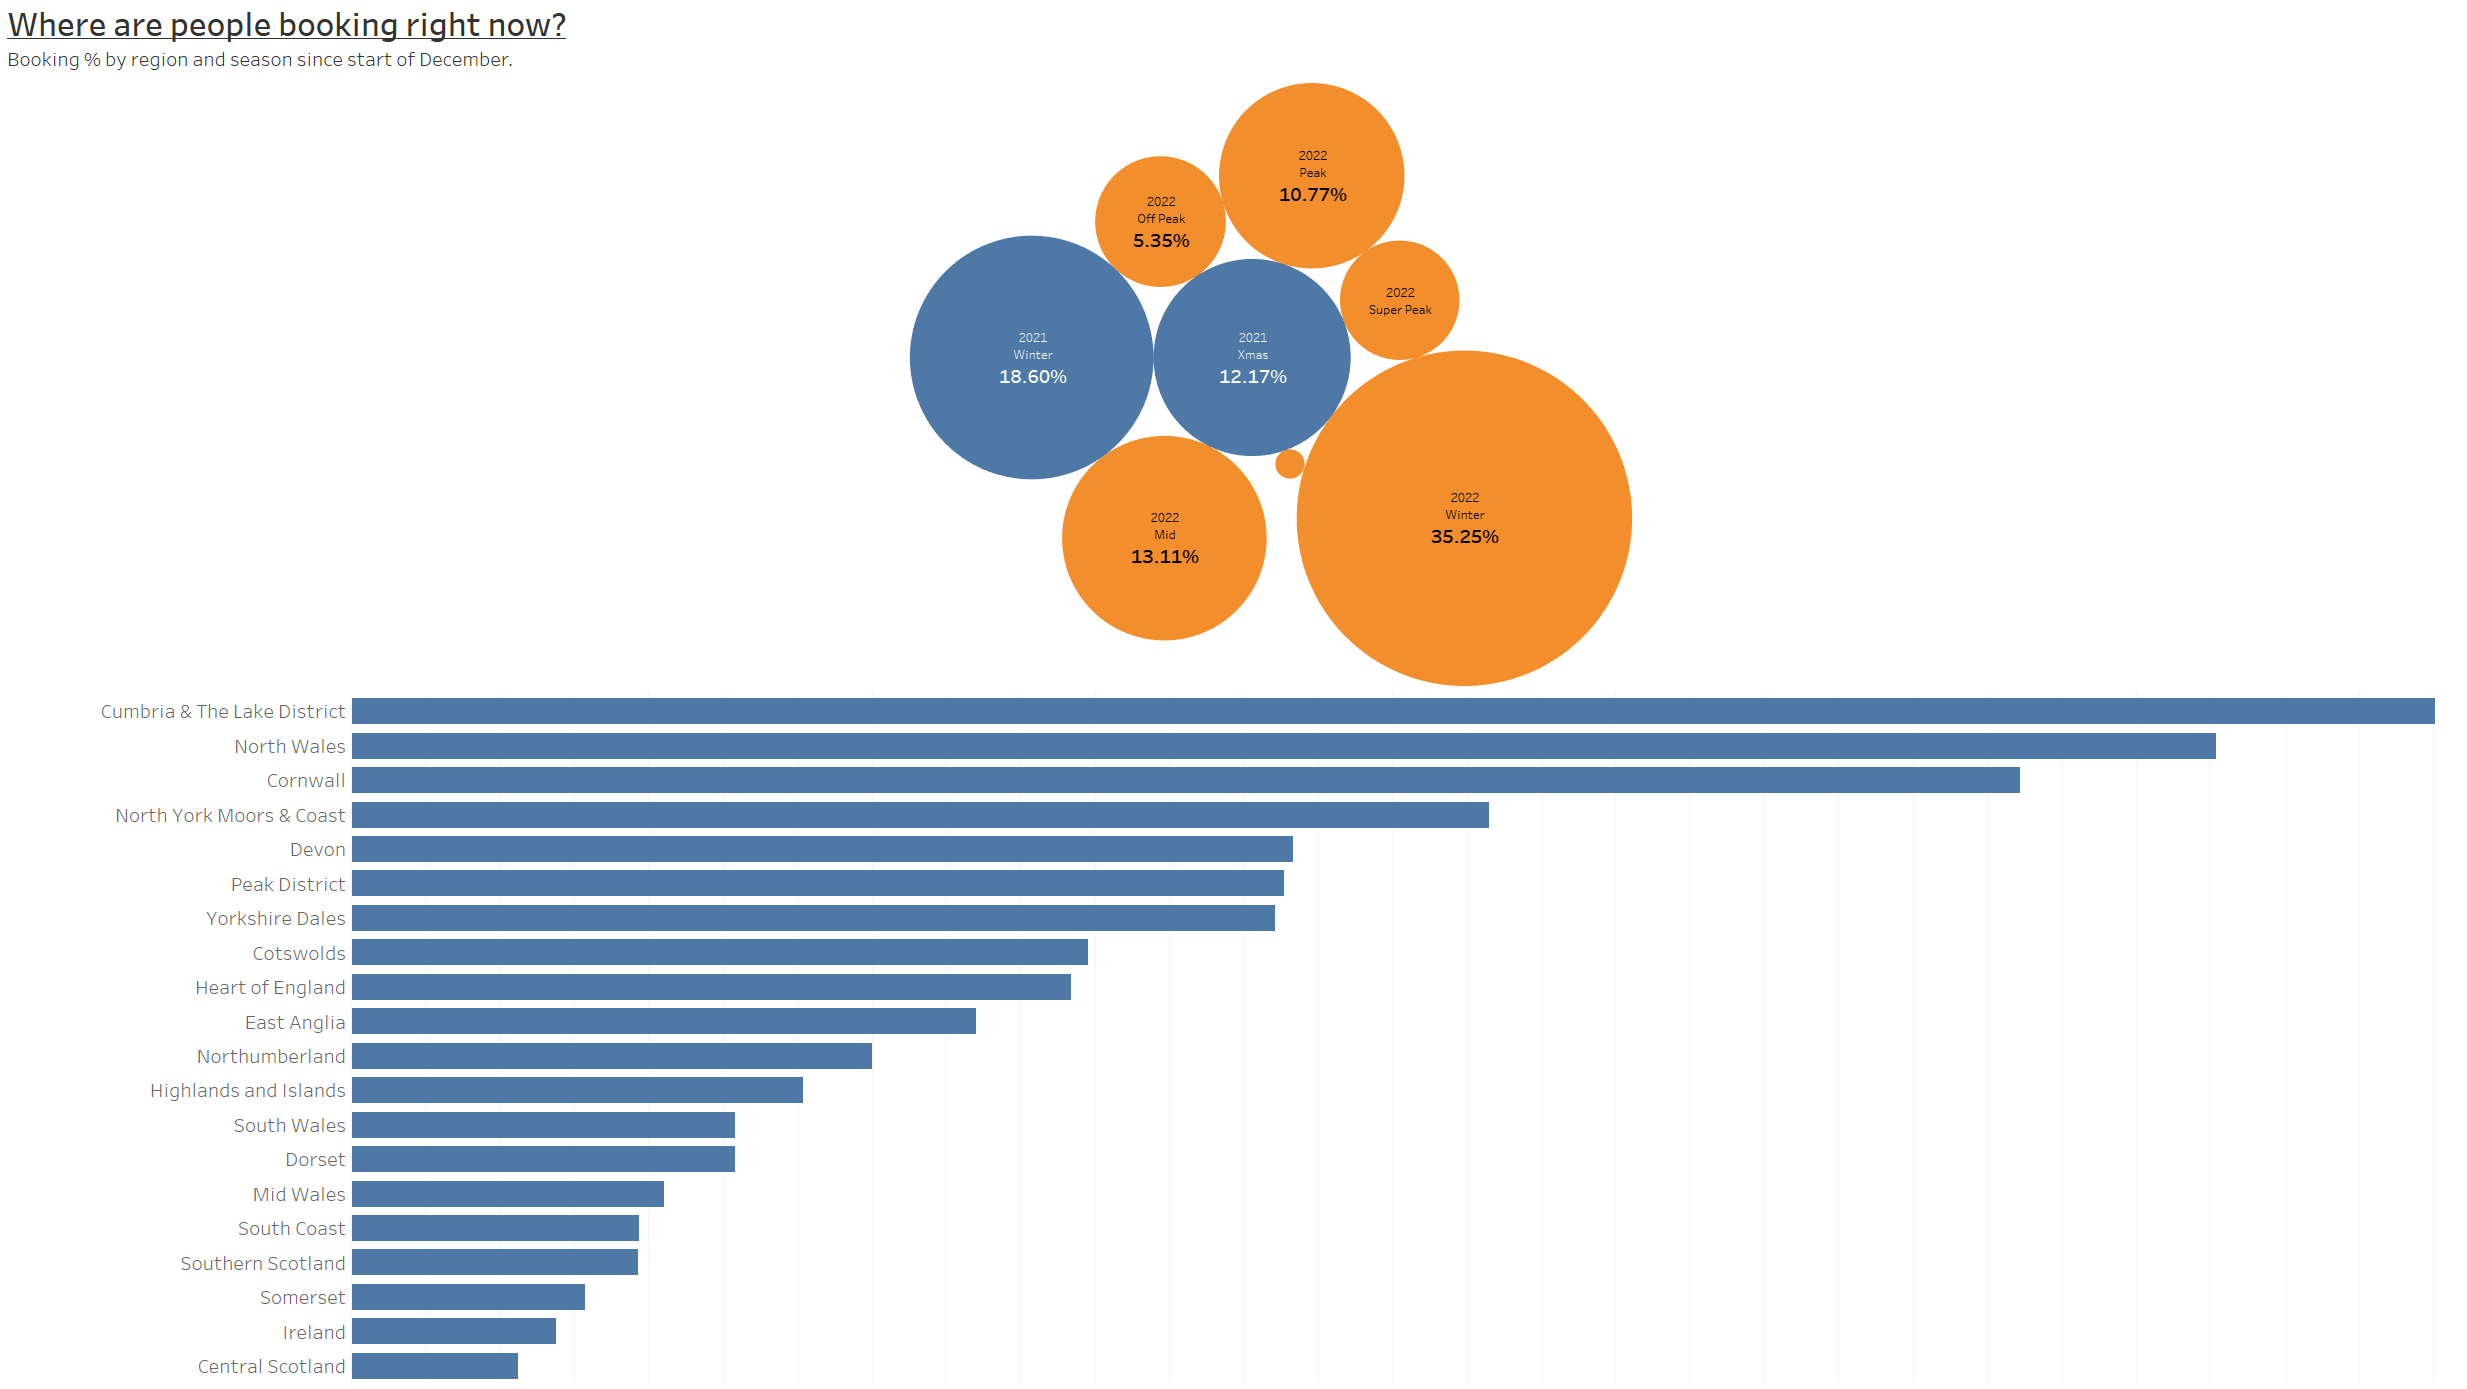 Where are people booking right now?
Booking % by region and season since start of December.
2022
Peak
10.77%
2022
Off Peak
5.35%
2022
Super Peak
2021
Winter
18.60%
2021
Xmas
12.17%
2022
Winter
35.25%
2022
Mid
13.11%
Cumbria & The Lake District
North Wales
Cornwall
North York Moors & Coast
Devon
Peak District
Yorkshire Dales
Cotswolds
Heart of England
East Anglia
Northumberland
Highlands and Islands
South Wales
Dorset
Mid Wales
South Coast
Southern Scotland
Somerset
Ireland
Central Scotland